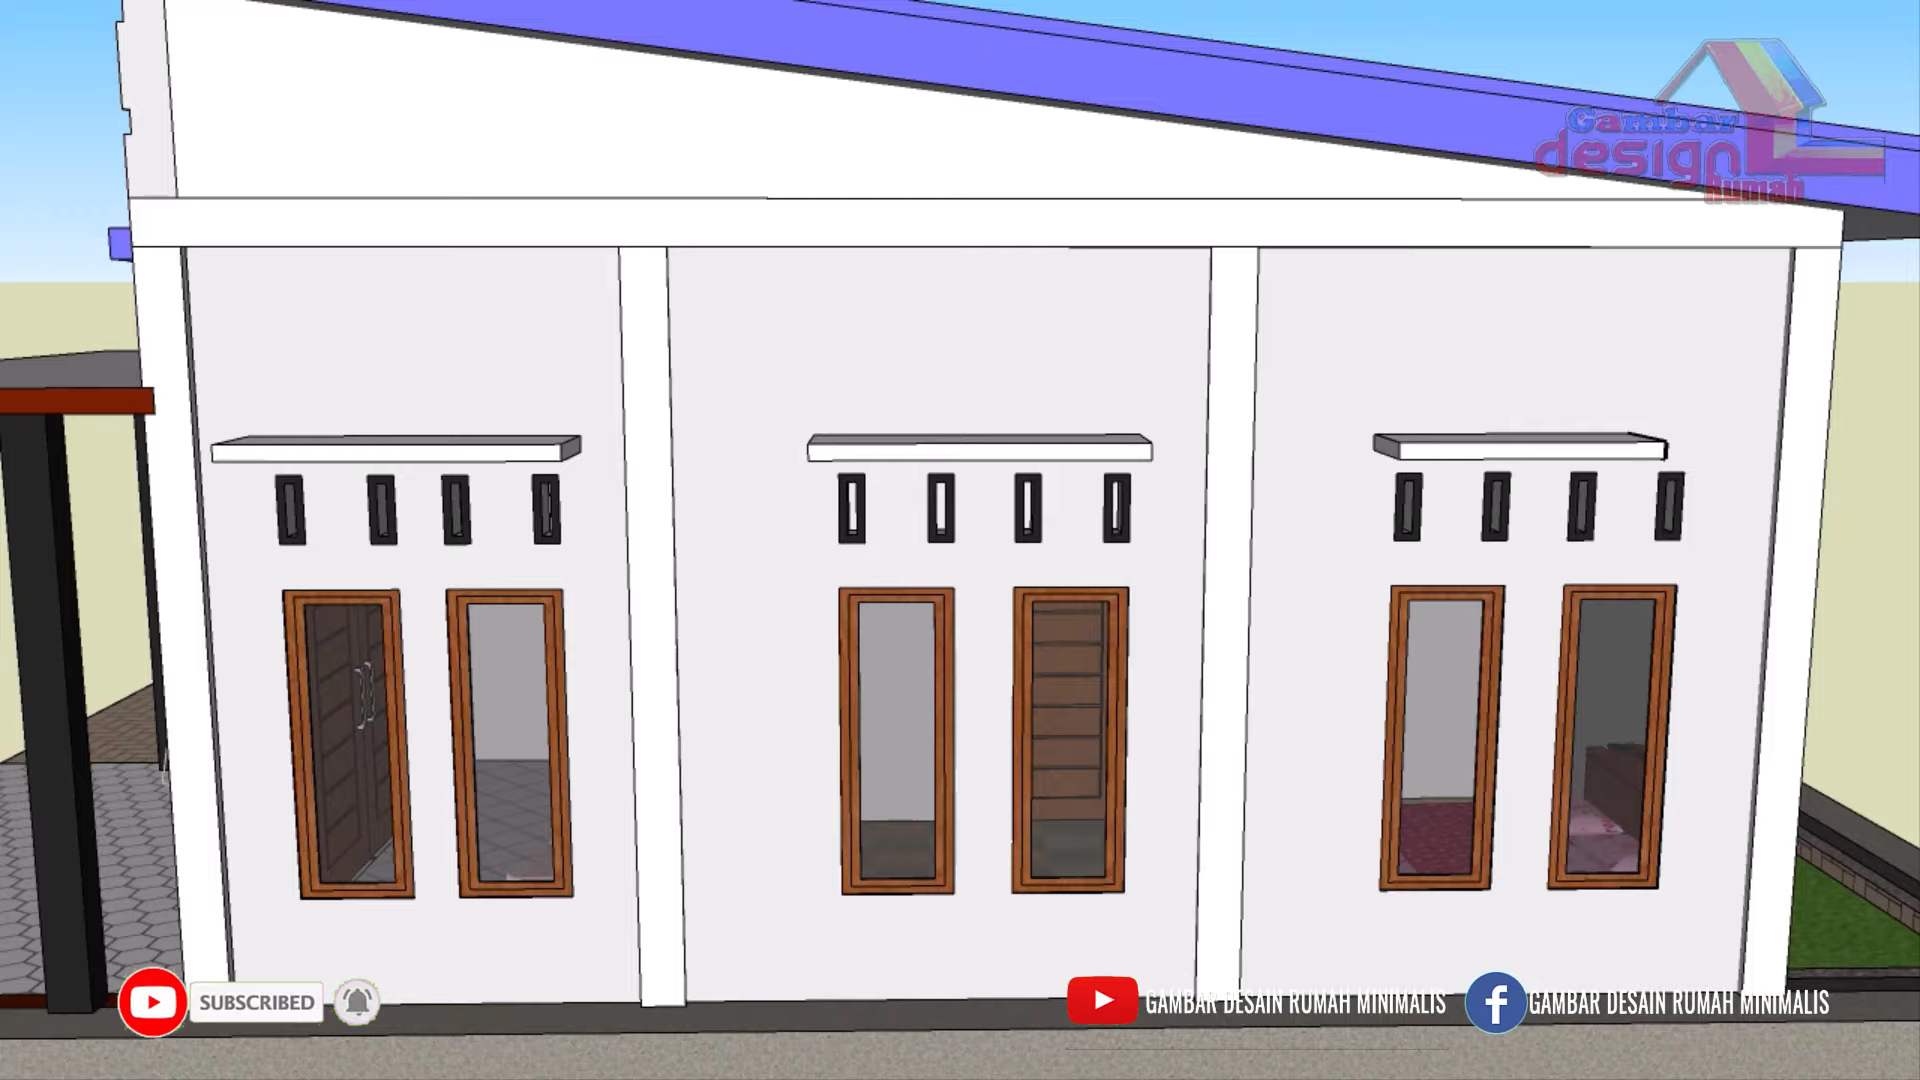 Gambar
design
Rumah
SUBSCRIBED
GAMBAR DESAIN RUMAH MINIMALIS
GAMBAR DESAIN RUMAH MINIMALIS